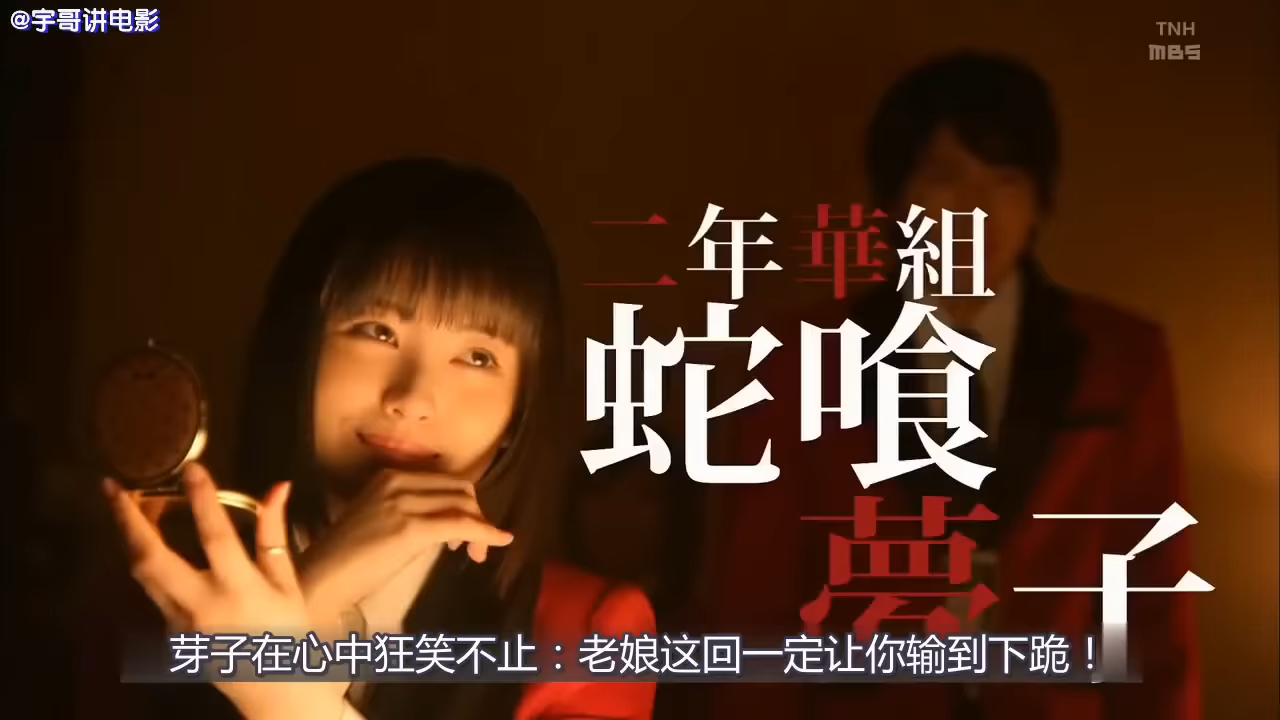 @宇哥讲电影
TNH
MBS
二年華組
蛇喰
夢子
芽子在心中狂笑不止：老娘这回一定让你输到下跪！